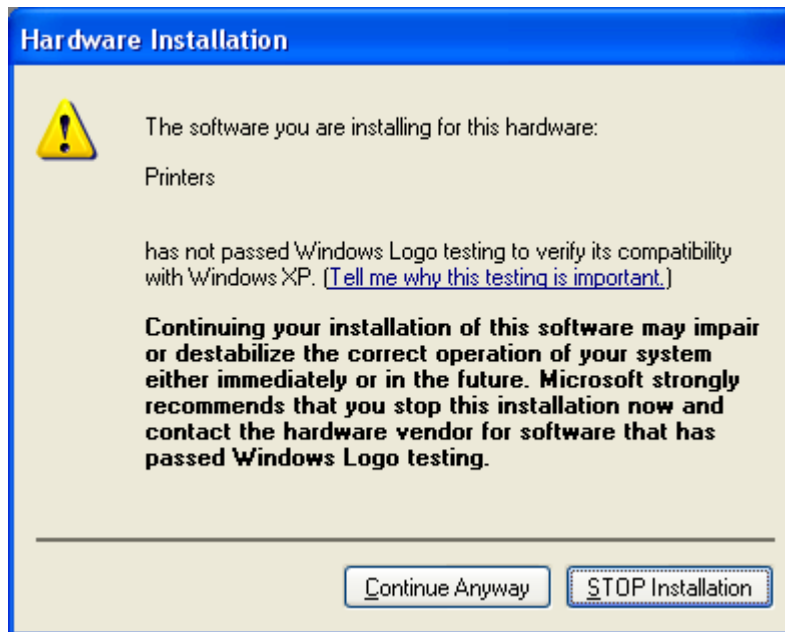 Hardware Installation
The software you are installing for this hardware:
Printers
has not passed Windows Logo testing to verify its compatibility
with Windows XP. (Tell me why this testing is important.)
Continuing your installation of this software may impair
or destabilize the correct operation of your system
either immediately or in the future. Microsoft strongly
recommends that you stop this installation now and
contact the hardware vendor for software that has
passed Windows Logo testing.
Continue Anyway
STOP Installation